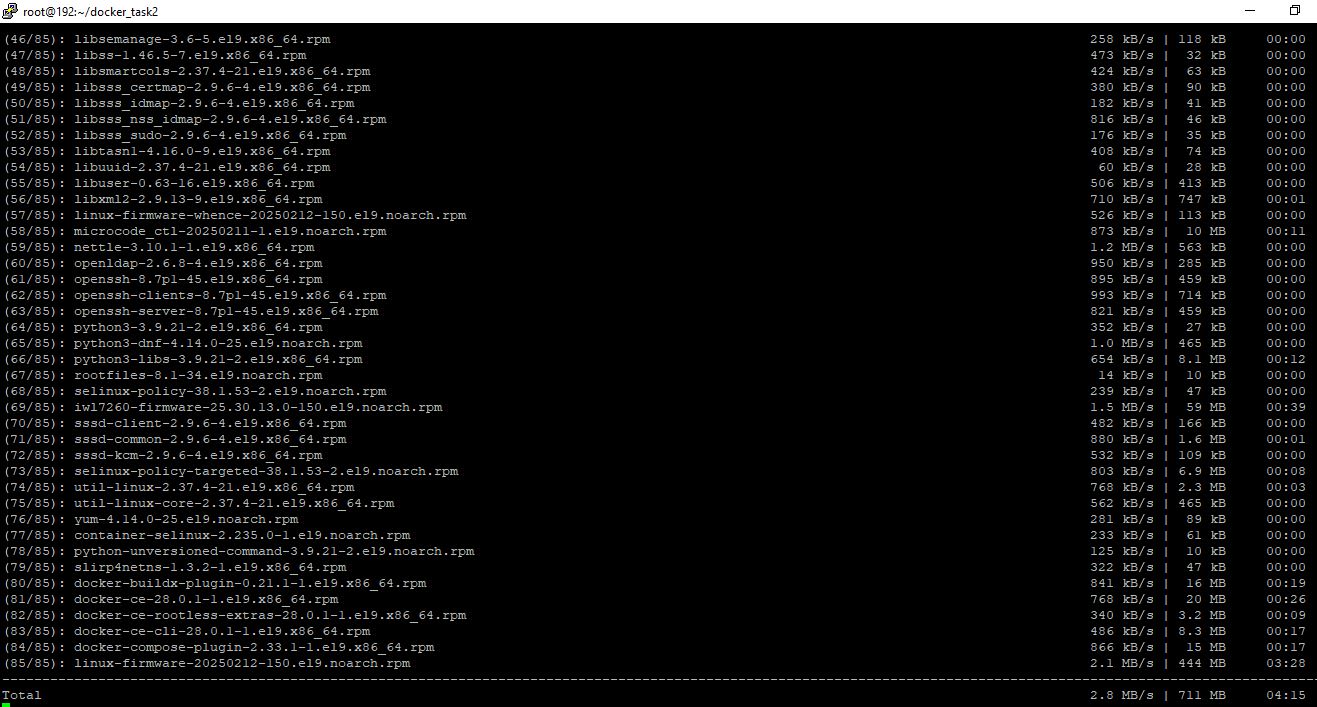 root@192:~/docker_task2
(46/85): libsemanage-3.6-5.el9.x86_64.rpm 258 kB/s | 118 kB 00:00
(47/85): libss-1.46.5-7.el9.x86_64.rpm 473 kB/s | 32 kB 00:00
(48/85): libsmartcols-2.37.4-21.el9.x86_64.rpm 424 kB/s | 63 kB 00:00
(49/85): libsss_certmap-2.9.6-4.el9.x86_64.rpm 380 kB/s | 90 kB 00:00
(50/85): libsss_idmap-2.9.6-4.el9.x86_64.rpm 182 kB/s | 41 kB 00:00
(51/85): libsss_nss_idmap-2.9.6-4.el9.x86_64.rpm 816 kB/s | 46 kB 00:00
(52/85): libsss_sudo-2.9.6-4.el9.x86_64.rpm 176 kB/s | 35 kB 00:00
(53/85): libtasn1-4.16.0-9.el9.x86_64.rpm 408 kB/s | 74 kB 00:00
(54/85): libuuid-2.37.4-21.el9.x86_64.rpm 60 kB/s | 28 kB 00:00
(55/85): libuser-0.63-16.el9.x86_64.rpm 506 kB/s | 413 kB 00:00
(56/85): libxml2-2.9.13-9.el9.x86_64.rpm 710 kB/s | 747 kB 00:01
(57/85): linux-firmware-whence-20250212-150.el9.noarch.rpm 526 kB/s | 113 kB 00:00
(58/85): microcode_ctl-20250211-1.el9.noarch.rpm 873 kB/s | 10 MB 00:11
(59/85): nettle-3.10.1-1.el9.x86_64.rpm 1.2 MB/s | 563 kB 00:00
(60/85): openldap-2.6.8-4.el9.x86_64.rpm 950 kB/s | 285 kB 00:00
(61/85): openssh-8.7p1-45.el9.x86_64.rpm 895 kB/s | 459 kB 00:00
(62/85): openssh-clients-8.7p1-45.el9.x86_64.rpm 993 kB/s | 714 kB 00:00
(63/85): openssh-server-8.7p1-45.el9.x86_64.rpm 821 kB/s | 459 kB 00:00
(64/85): python3-3.9.21-2.el9.x86_64.rpm 352 kB/s | 27 kB 00:00
(65/85): python3-dnf-4.14.0-25.el9.noarch.rpm 1.0 MB/s | 465 kB 00:00
(66/85): python3-libs-3.9.21-2.el9.x86_64.rpm 654 kB/s | 8.1 MB 00:12
(67/85): rootfiles-8.1-34.el9.noarch.rpm 14 kB/s | 10 kB 00:00
(68/85): selinux-policy-38.1.53-2.el9.noarch.rpm 239 kB/s | 47 kB 00:00
(69/85): iwl7260-firmware-25.30.13.0-150.el9.noarch.rpm 1.5 MB/s | 59 MB 00:39
(70/85): sssd-client-2.9.6-4.el9.x86_64.rpm 482 kB/s | 166 kB 00:00
(71/85): sssd-common-2.9.6-4.el9.x86_64.rpm 880 kB/s | 1.6 MB 00:01
(72/85): sssd-kcm-2.9.6-4.el9.x86_64.rpm 532 kB/s | 109 kB 00:00
(73/85): selinux-policy-targeted-38.1.53-2.el9.noarch.rpm 803 kB/s | 6.9 MB 00:08
(74/85): util-linux-2.37.4-21.el9.x86_64.rpm 768 kB/s | 2.3 MB 00:03
(75/85): util-linux-core-2.37.4-21.el9.x86_64.rpm 562 kB/s | 465 kB 00:00
(76/85): yum-4.14.0-25.el9.noarch.rpm 281 kB/s | 89 kB 00:00
(77/85): container-selinux-2.235.0-1.el9.noarch.rpm 233 kB/s | 61 kB 00:00
(78/85): python-unversioned-command-3.9.21-2.el9.noarch.rpm 125 kB/s | 10 kB 00:00
(79/85): slirp4netns-1.3.2-1.el9.x86_64.rpm 322 kB/s | 47 kB 00:00
(80/85): docker-buildx-plugin-0.21.1-1.el9.x86_64.rpm 841 kB/s | 16 MB 00:19
(81/85): docker-ce-28.0.1-1.el9.x86_64.rpm 768 kB/s | 20 MB 00:26
(82/85): docker-ce-rootless-extras-28.0.1-1.el9.x86_64.rpm 340 kB/s | 3.2 MB 00:09
(83/85): docker-ce-cli-28.0.1-1.el9.x86_64.rpm 486 kB/s | 8.3 MB 00:17
(84/85): docker-compose-plugin-2.33.1-1.el9.x86_64.rpm 866 kB/s | 15 MB 00:17
(85/85): linux-firmware-20250212-150.el9.noarch.rpm 2.1 MB/s | 444 MB 03:28
Total 2.8 MB/s | 711 MB 04:15